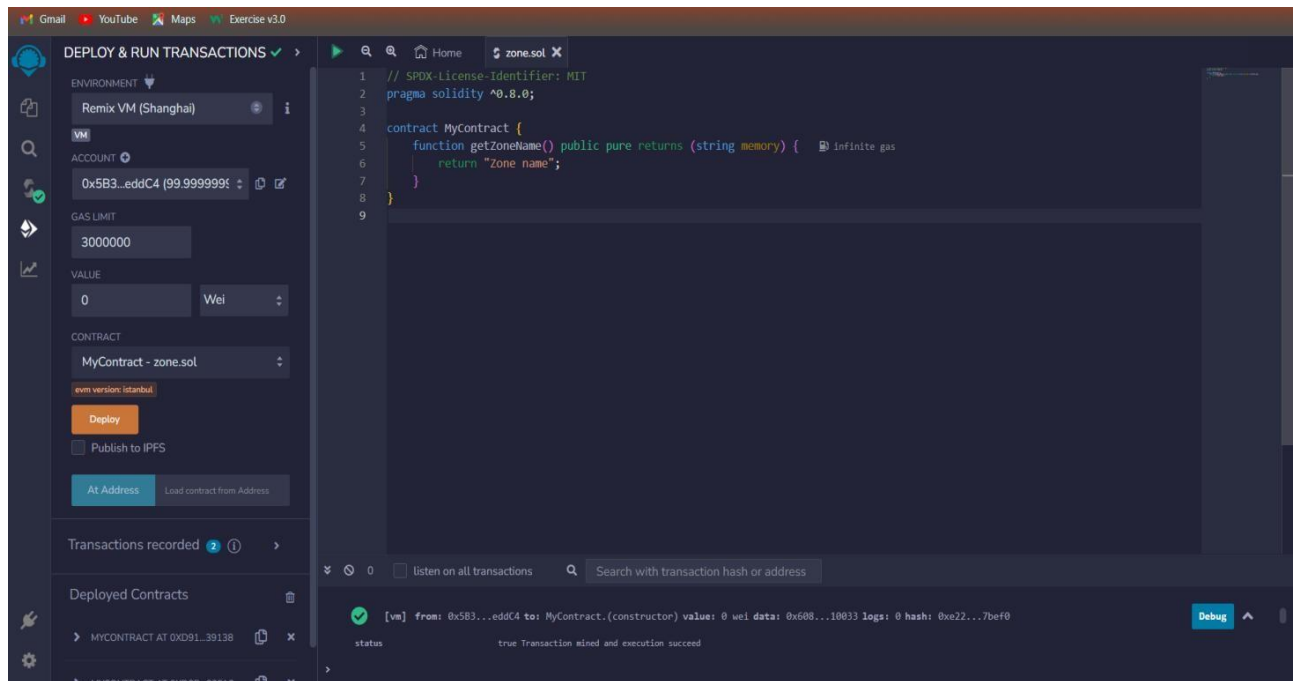 Gmail YouTube Maps Exercise v3.0
DEPLOY & RUN TRANSACTIONS
ENVIRONMENT
Remix VM (Shanghai)
VM
ACCOUNT
0x5B3...eddC4 (99.9999999
GAS LIMIT
3000000
VALUE
0 Wei
CONTRACT
MyContract - zone.sol
evm version: istanbul
Deploy
Publish to IPFS
At Address Load contract from Address
Transactions recorded 2
Deployed Contracts
MYCONTRACT AT 0XD91...39138
Home zone.sol
1 // SPDX-License-Identifier: MIT
2 pragma solidity ^0.8.0;
3
4 contract MyContract {
5 function getZoneName() public pure returns (string memory) { infinite gas
6 return "Zone name";
7 }
8 }
9
0 listen on all transactions Search with transaction hash or address
[vm] from: 0x5B3...eddC4 to: MyContract.(constructor) value: 0 wei data: 0x608...10033 logs: 0 hash: 0xe22...7bef0 Debug
status true Transaction mined and execution succeed
>